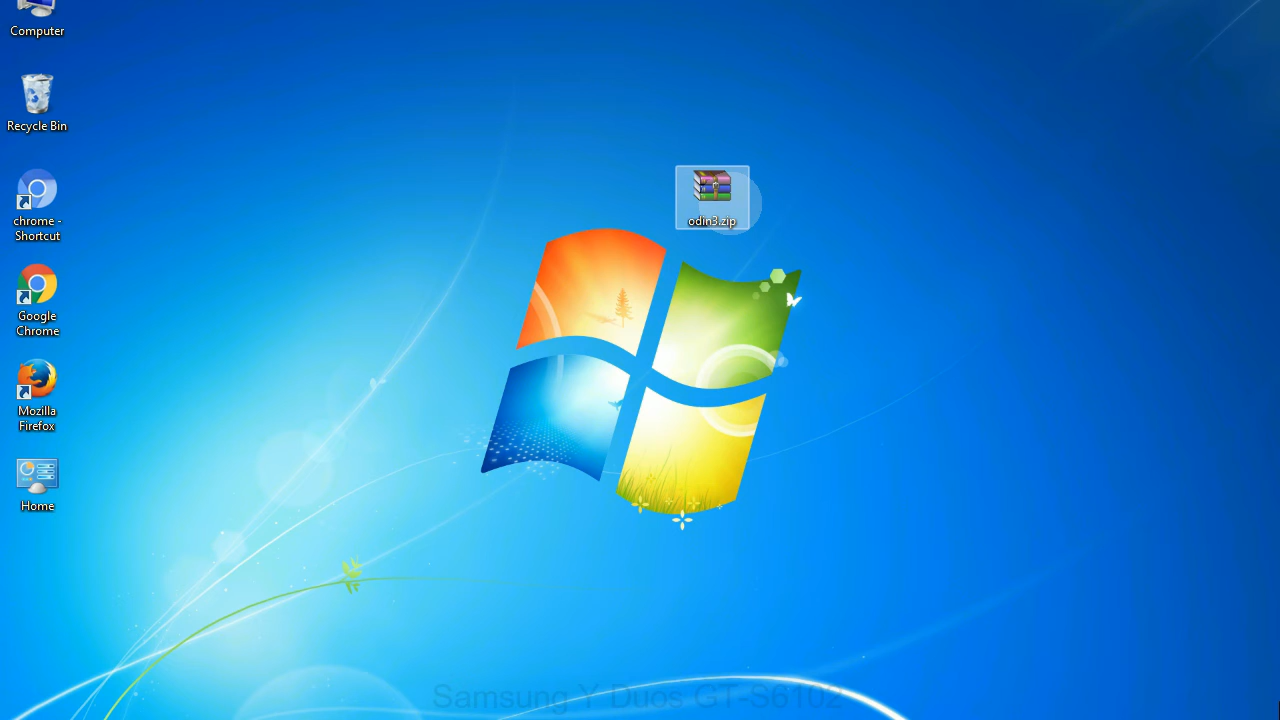 Computer
Recycle Bin
chrome -
Shortcut
Google
Chrome
Mozilla
Firefox
Home
odin3.zip
Samsung Y Duos GT-S6102